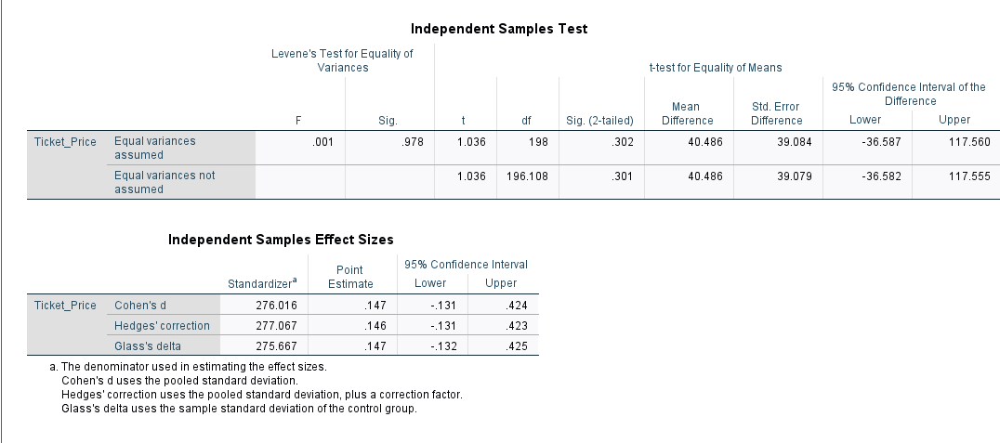 Independent Samples Test
Levene's Test for Equality of Variances
t-test for Equality of Means
95% Confidence Interval of the Difference
F Sig. t df Sig. (2-tailed) Mean Difference Std. Error Difference Lower Upper
Ticket_Price Equal variances assumed .001 .978 1.036 198 .302 40.486 39.084 -36.587 117.560
Equal variances not assumed 1.036 196.108 .301 40.486 39.079 -36.582 117.555
Independent Samples Effect Sizes
Standardizerᵃ Point Estimate 95% Confidence Interval
Lower Upper
Ticket_Price Cohen's d 276.016 .147 -.131 .424
Hedges' correction 277.067 .146 -.131 .423
Glass's delta 275.667 .147 -.132 .425
a. The denominator used in estimating the effect sizes.
Cohen's d uses the pooled standard deviation.
Hedges' correction uses the pooled standard deviation, plus a correction factor.
Glass's delta uses the sample standard deviation of the control group.